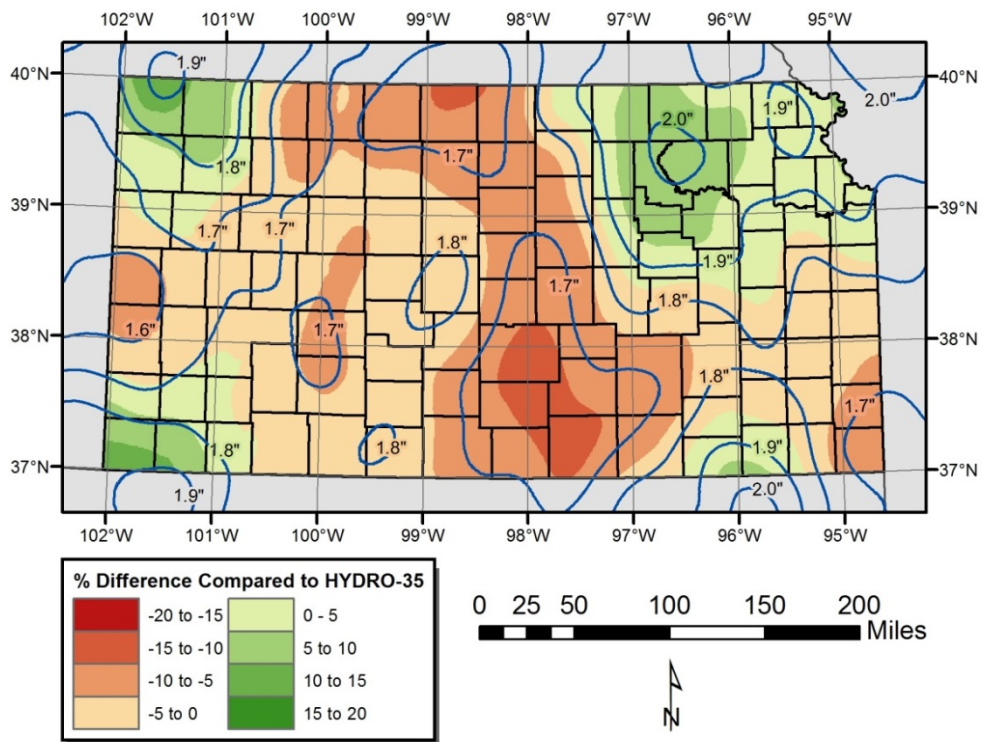 102°W 101°W 100°W 99°W 98°W 97°W 96°W 95°W
40°N 1.9" 2.0" 1.9" 2.0" 40°N
1.8" 1.7"
39°N 1.7" 1.7" 1.8" 1.9" 39°N
1.6" 1.7" 1.7" 1.8"
38°N 38°N
1.8" 1.7"
1.8" 1.8" 1.9"
37°N 1.9" 2.0" 37°N
102°W 101°W 100°W 99°W 98°W 97°W 96°W 95°W
% Difference Compared to HYDRO-35
-20 to -15 0 - 5
-15 to -10 5 to 10
-10 to -5 10 to 15
-5 to 0 15 to 20
0 25 50 100 150 200
Miles
N